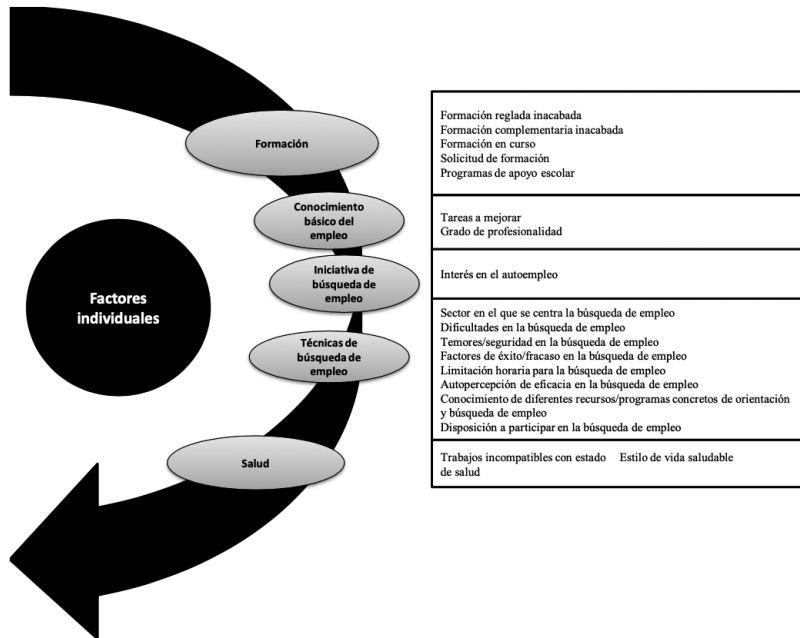 Formación
Formación reglada inacabada
Formación complementaria inacabada
Formación en curso
Solicitud de formación
Programas de apoyo escolar
Conocimiento
básico del
empleo
Tareas a mejorar
Grado de profesionalidad
Factores
individuales
Iniciativa de
búsqueda de
empleo
Interés en el autoempleo
Técnicas de
búsqueda de
empleo
Sector en el que se centra la búsqueda de empleo
Dificultades en la búsqueda de empleo
Temores/seguridad en la búsqueda de empleo
Factores de éxito/fracaso en la búsqueda de empleo
Limitación horaria para la búsqueda de empleo
Autopercepción de eficacia en la búsqueda de empleo
Conocimiento de diferentes recursos/programas concretos de orientación
y búsqueda de empleo
Disposición a participar en la búsqueda de empleo
Salud
Trabajos incompatibles con estado
de salud
Estilo de vida saludable